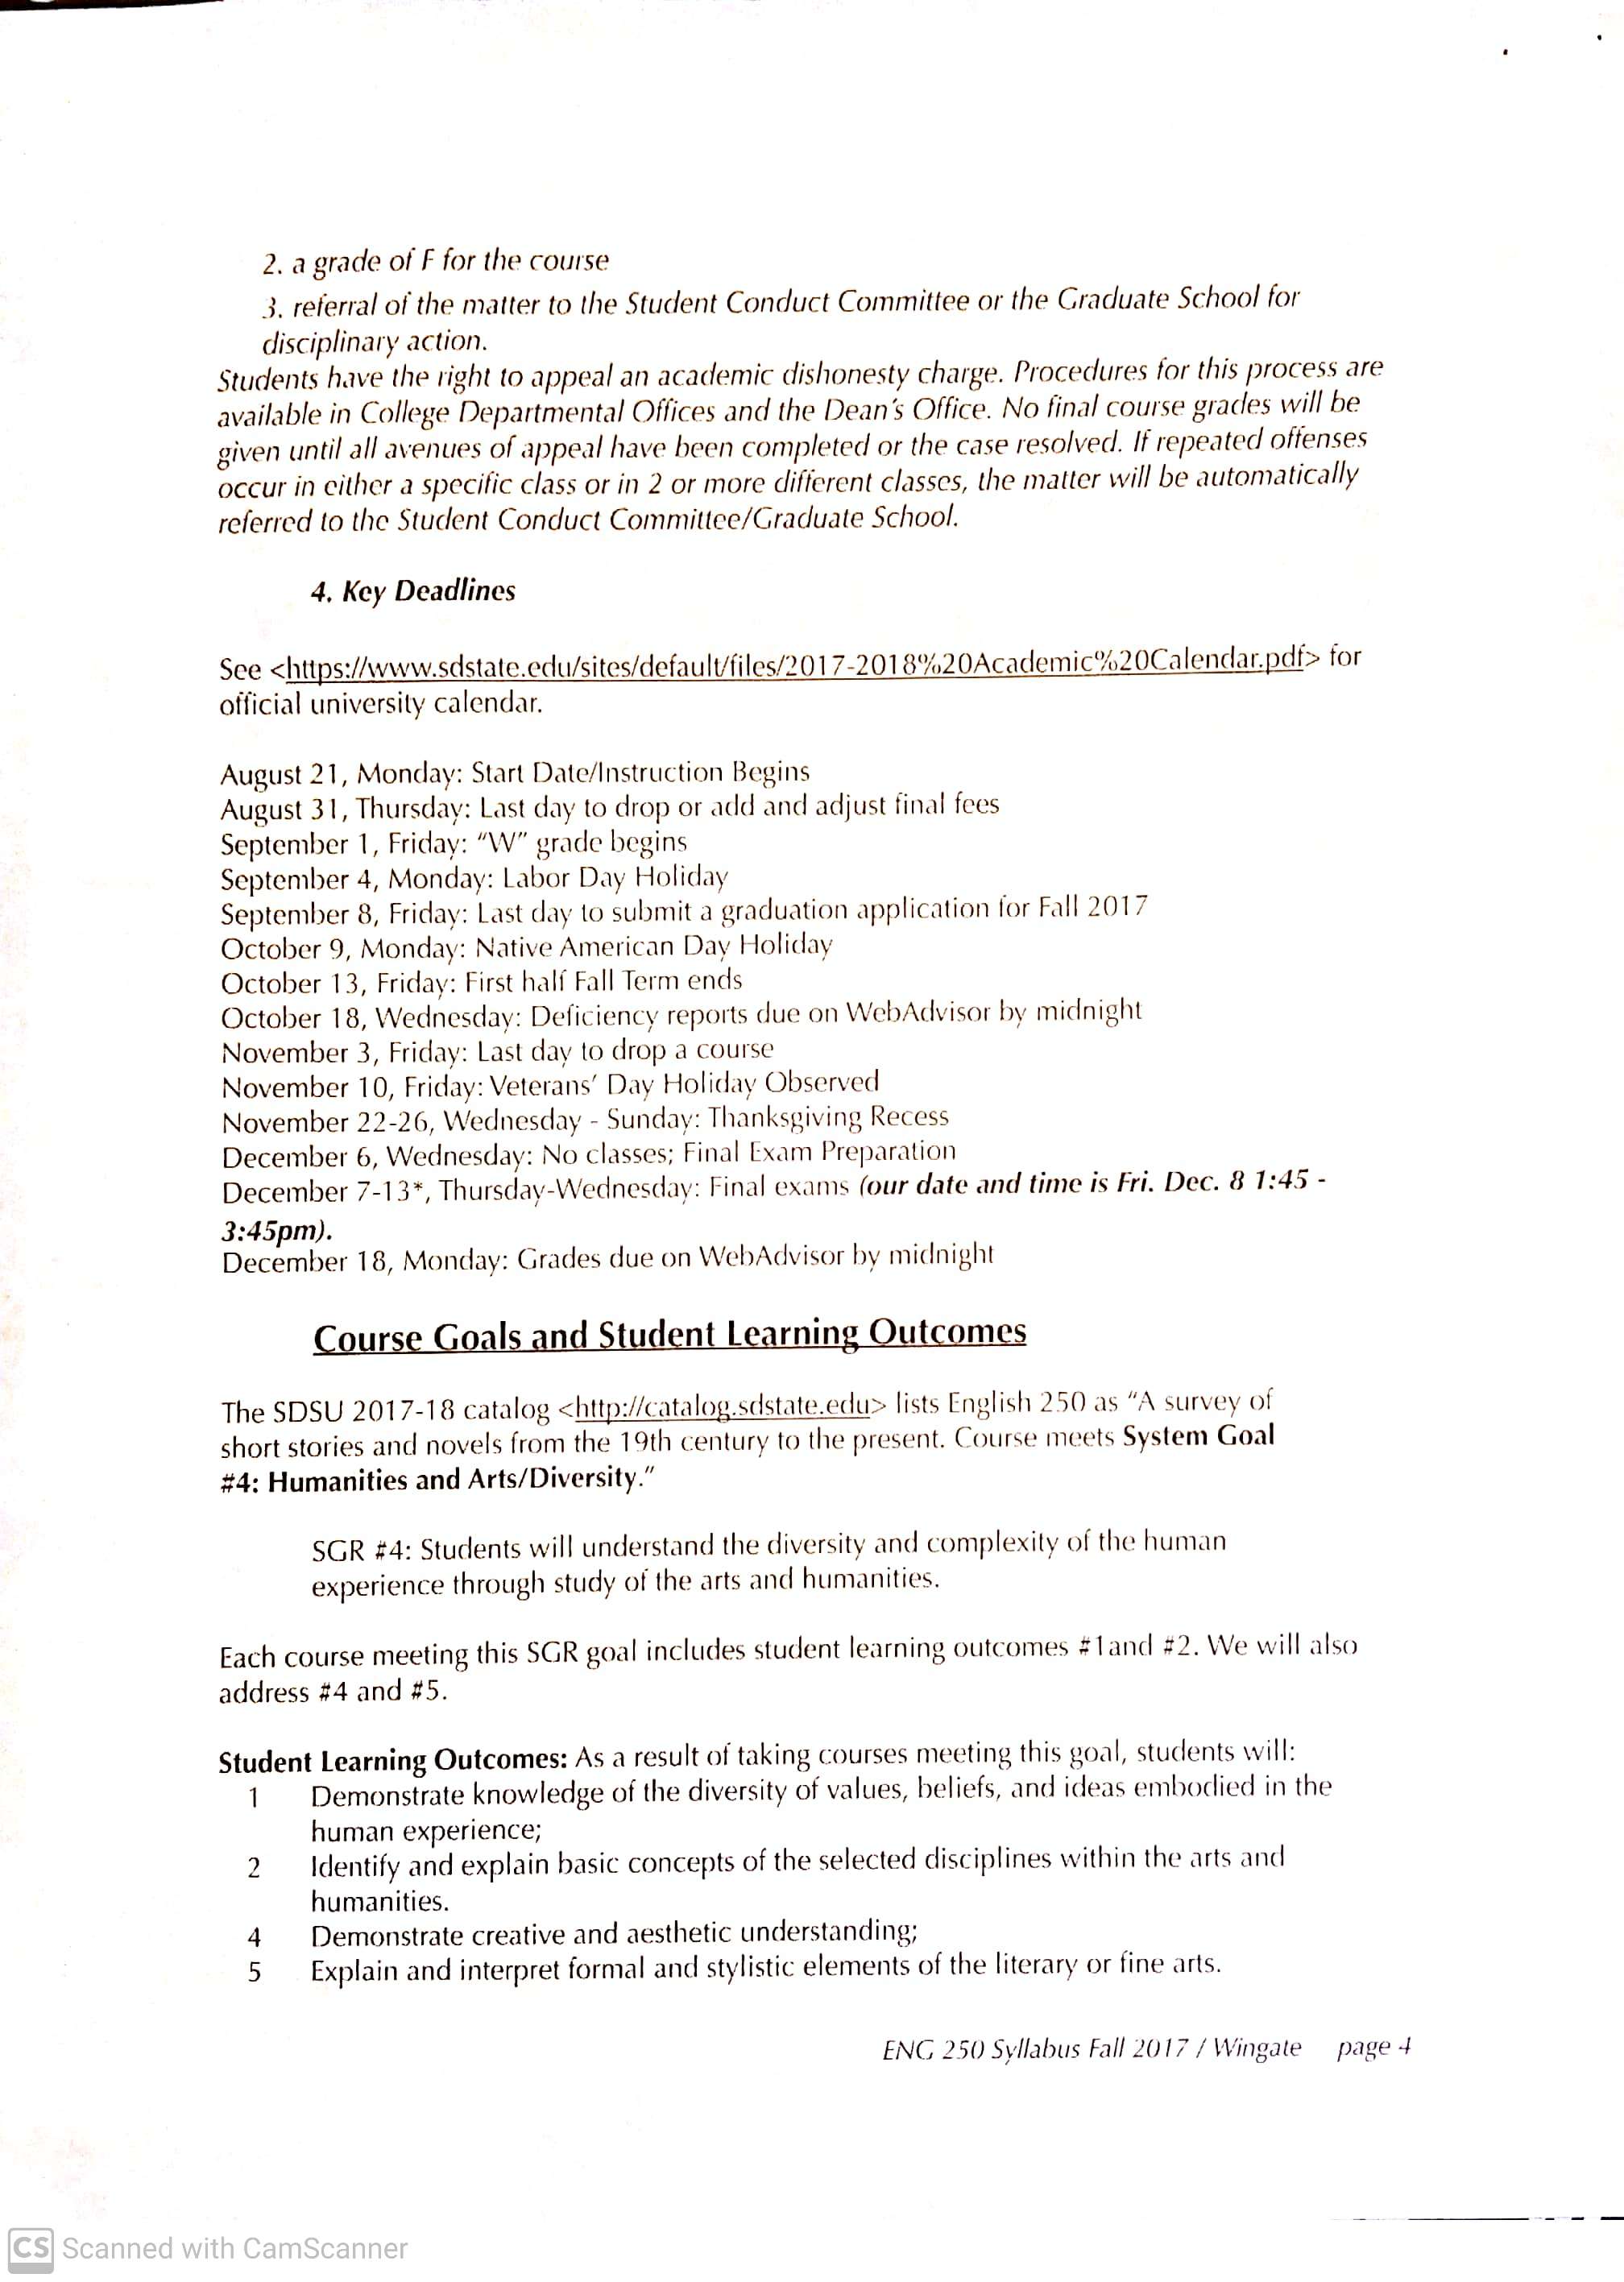 2. a grade of F for the course
3. referral of the matter to the Student Conduct Committee or the Graduate School for
disciplinary action.
Students have the right to appeal an academic dishonesty charge. Procedures for this process are
available in College Departmental Offices and the Dean's Office. No final course grades will be
given until all avenues of appeal have been completed or the case resolved. If repeated offenses
occur in either a specific class or in 2 or more different classes, the matter will be automatically
referred to the Student Conduct Committee/Graduate School.
4. Key Deadlines
See <https://www.sdstate.edu/sites/default/files/2017-2018%20Academic%20Calendar.pdf> for
official university calendar.
August 21, Monday: Start Date/Instruction Begins
August 31, Thursday: Last day to drop or add and adjust final fees
September 1, Friday: “W” grade begins
September 4, Monday: Labor Day Holiday
September 8, Friday: Last day to submit a graduation application for Fall 2017
October 9, Monday: Native American Day Holiday
October 13, Friday: First half Fall Term ends
October 18, Wednesday: Deficiency reports due on WebAdvisor by midnight
November 3, Friday: Last day to drop a course
November 10, Friday: Veterans’ Day Holiday Observed
November 22-26, Wednesday - Sunday: Thanksgiving Recess
December 6, Wednesday: No classes; Final Exam Preparation
December 7-13*, Thursday-Wednesday: Final exams (our date and time is Fri. Dec. 8 1:45 -
3:45pm).
December 18, Monday: Grades due on WebAdvisor by midnight
Course Goals and Student Learning Outcomes
The SDSU 2017-18 catalog <http://catalog.sdstate.edu> lists English 250 as “A survey of
short stories and novels from the 19th century to the present. Course meets System Goal
#4: Humanities and Arts/Diversity.”
SGR #4: Students will understand the diversity and complexity of the human
experience through study of the arts and humanities.
Each course meeting this SGR goal includes student learning outcomes #1and #2. We will also
address #4 and #5.
Student Learning Outcomes: As a result of taking courses meeting this goal, students will:
1 Demonstrate knowledge of the diversity of values, beliefs, and ideas embodied in the
human experience;
2 Identify and explain basic concepts of the selected disciplines within the arts and
humanities.
4 Demonstrate creative and aesthetic understanding;
5 Explain and interpret formal and stylistic elements of the literary or fine arts.
ENG 250 Syllabus Fall 2017 / Wingate page 4
CS Scanned with CamScanner